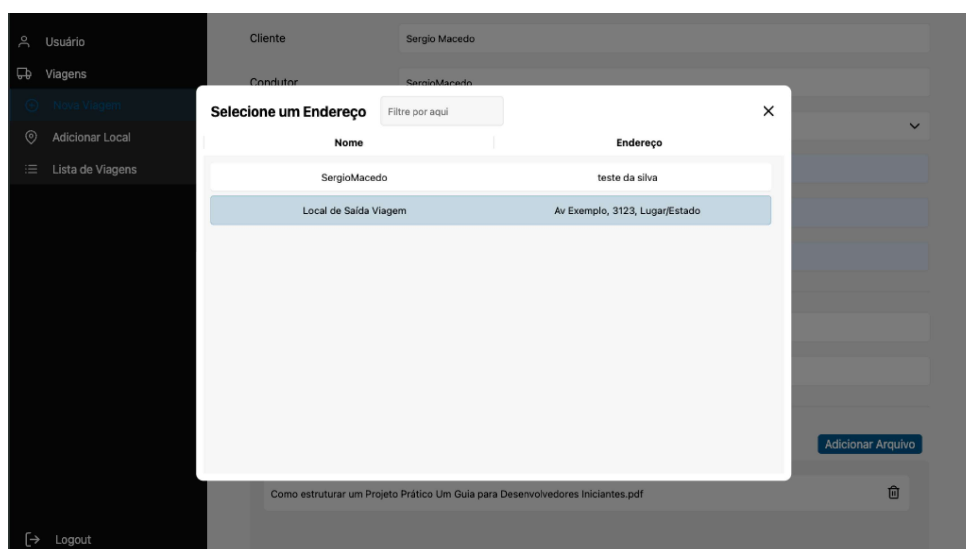 Usuário
Viagens
Nova Viagem
Adicionar Local
Lista de Viagens
Logout
Cliente Sergio Macedo
Condutor SergioMacedo
Selecione um Endereço Filtre por aqui
Nome Endereço
SergioMacedo teste da silva
Local de Saída Viagem Av Exemplo, 3123, Lugar/Estado
Adicionar Arquivo
Como estruturar um Projeto Prático Um Guia para Desenvolvedores Iniciantes.pdf